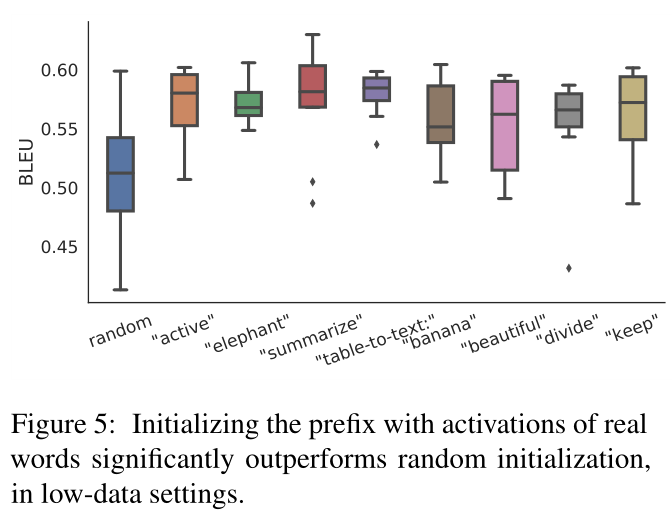 0.60
0.55
0.50
0.45
BLEU
random
"active"
"elephant"
"summarize"
"table-to-text:"
"banana"
"beautiful"
"divide"
"keep"
Figure 5: Initializing the prefix with activations of real
words significantly outperforms random initialization,
in low-data settings.